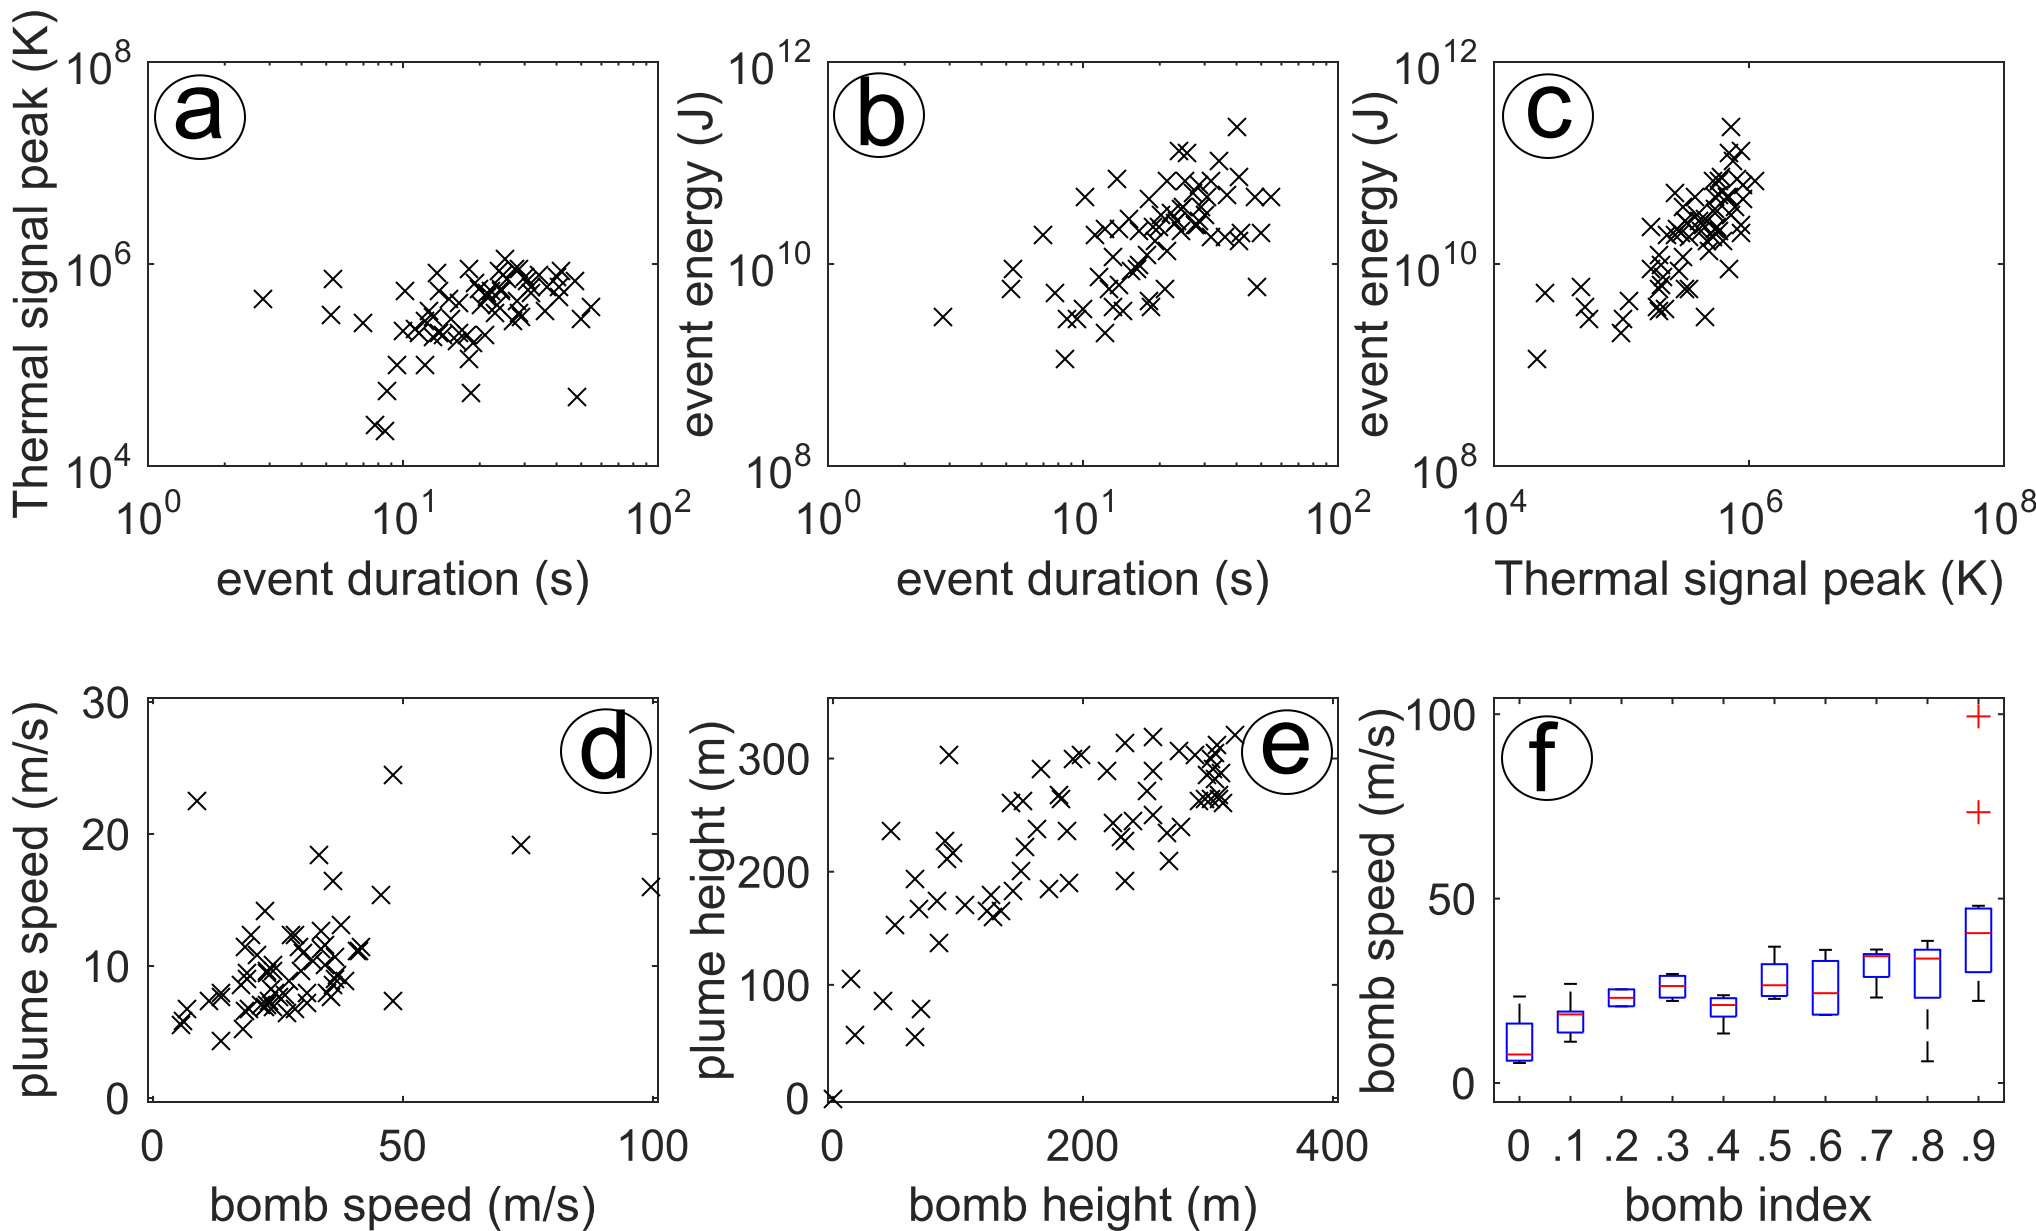 Thermal signal peak (K)
10^8
10^6
10^4
10^0
10^1
10^2
event duration (s)
a
event energy (J)
10^12
10^10
10^8
10^0
10^1
10^2
event duration (s)
b
event energy (J)
10^12
10^10
10^8
10^4
10^6
10^8
Thermal signal peak (K)
c
plume speed (m/s)
30
20
10
0
0
50
100
bomb speed (m/s)
d
plume height (m)
300
200
100
0
0
200
400
bomb height (m)
e
bomb speed (m/s)
100
50
0
0 .1 .2 .3 .4 .5 .6 .7 .8 .9
bomb index
f